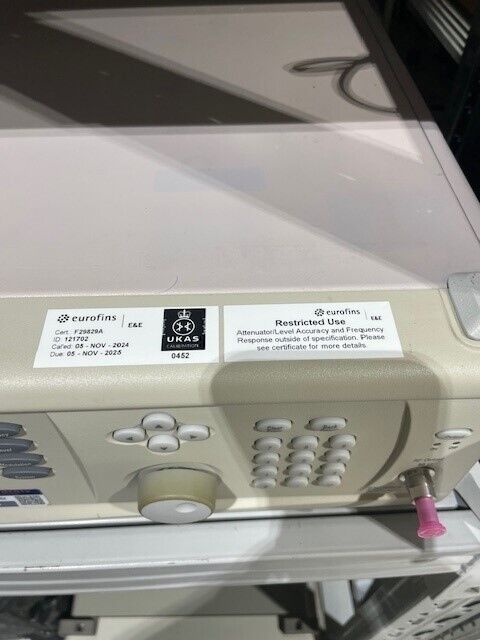 eurofins E&E
Cert F29829A
ID 121702
Cal'ed 05 - NOV - 2024
Due 05 - NOV - 2025
UKAS
CALIBRATION
0452
eurofins E&E
Restricted Use
Attenuator/Level Accuracy and Frequency
Response outside of specification. Please
see certificate for more details.